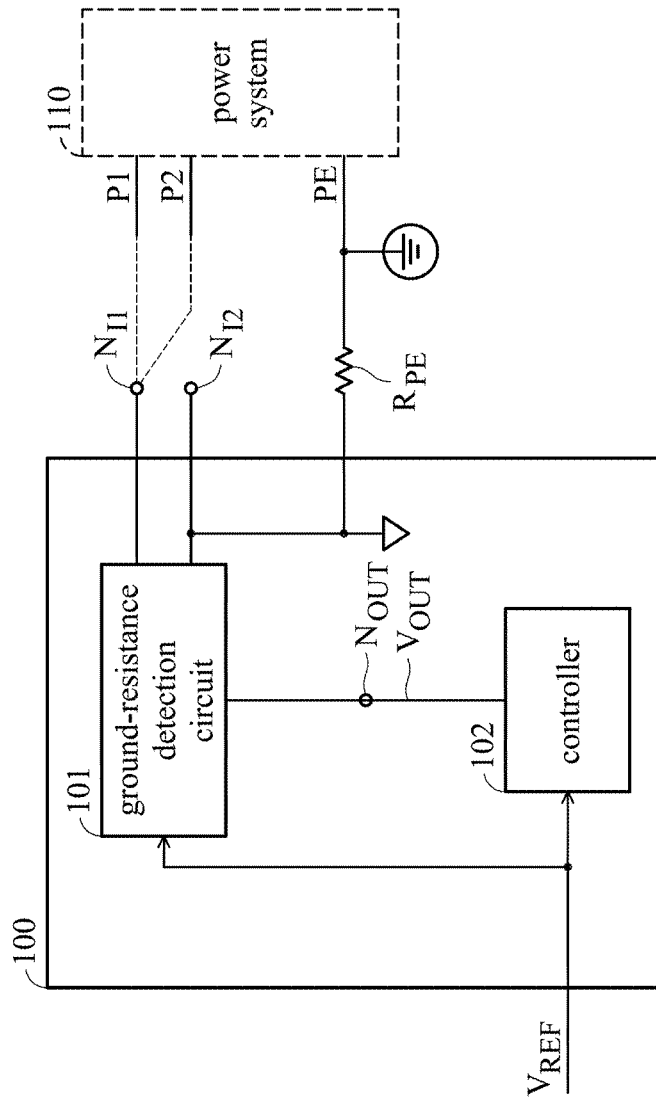 100
101
ground-resistance
detection
circuit
N_I1
N_I2
P1
P2
PE
110
power
system
R_PE
N_OUT
V_OUT
102
controller
V_REF